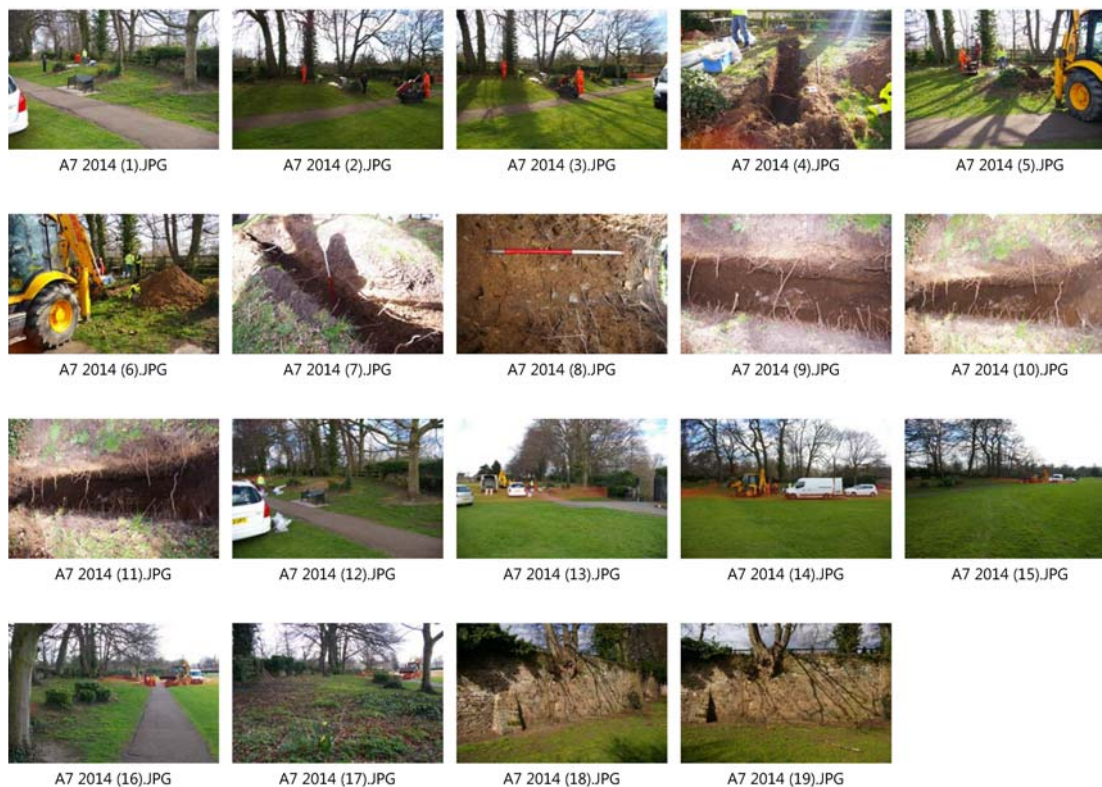 A7 2014 (1).JPG A7 2014 (2).JPG A7 2014 (3).JPG A7 2014 (4).JPG A7 2014 (5).JPG
A7 2014 (6).JPG A7 2014 (7).JPG A7 2014 (8).JPG A7 2014 (9).JPG A7 2014 (10).JPG
A7 2014 (11).JPG A7 2014 (12).JPG A7 2014 (13).JPG A7 2014 (14).JPG A7 2014 (15).JPG
A7 2014 (16).JPG A7 2014 (17).JPG A7 2014 (18).JPG A7 2014 (19).JPG